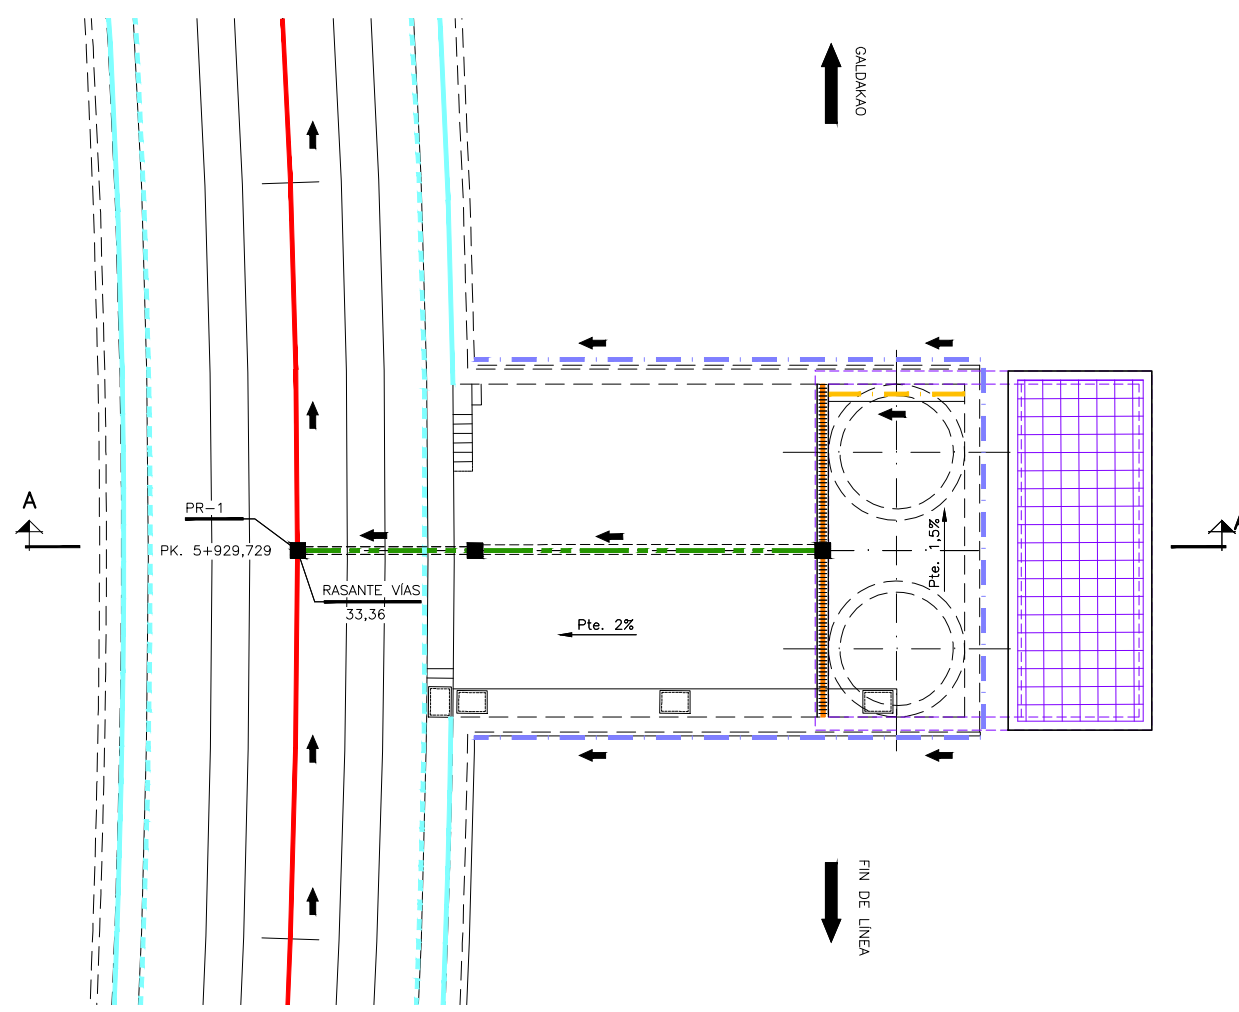 GALDAKAO
A
PR-1
PK. 5+929,729
RASANTE VÍAS
33,36
Pte. 2%
Pte. 1,5%
A
FIN DE LÍNEA